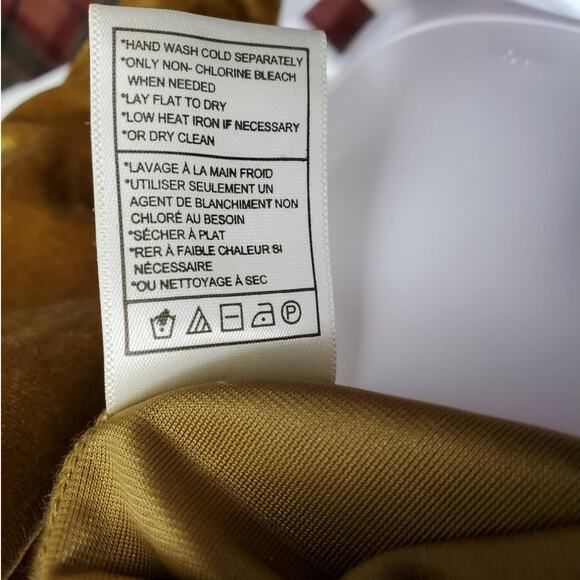 *HAND WASH COLD SEPARATELY
*ONLY NON- CHLORINE BLEACH
WHEN NEEDED
*LAY FLAT TO DRY
*LOW HEAT IRON IF NECESSARY
*OR DRY CLEAN
*LAVAGE À LA MAIN FROID
*UTILISER SEULEMENT UN
AGENT DE BLANCHIMENT NON
CHLORÉ AU BESOIN
*SÉCHER À PLAT
*RER À FAIBLE CHALEUR SI
NÉCESSAIRE
*OU NETTOYAGE À SEC
P